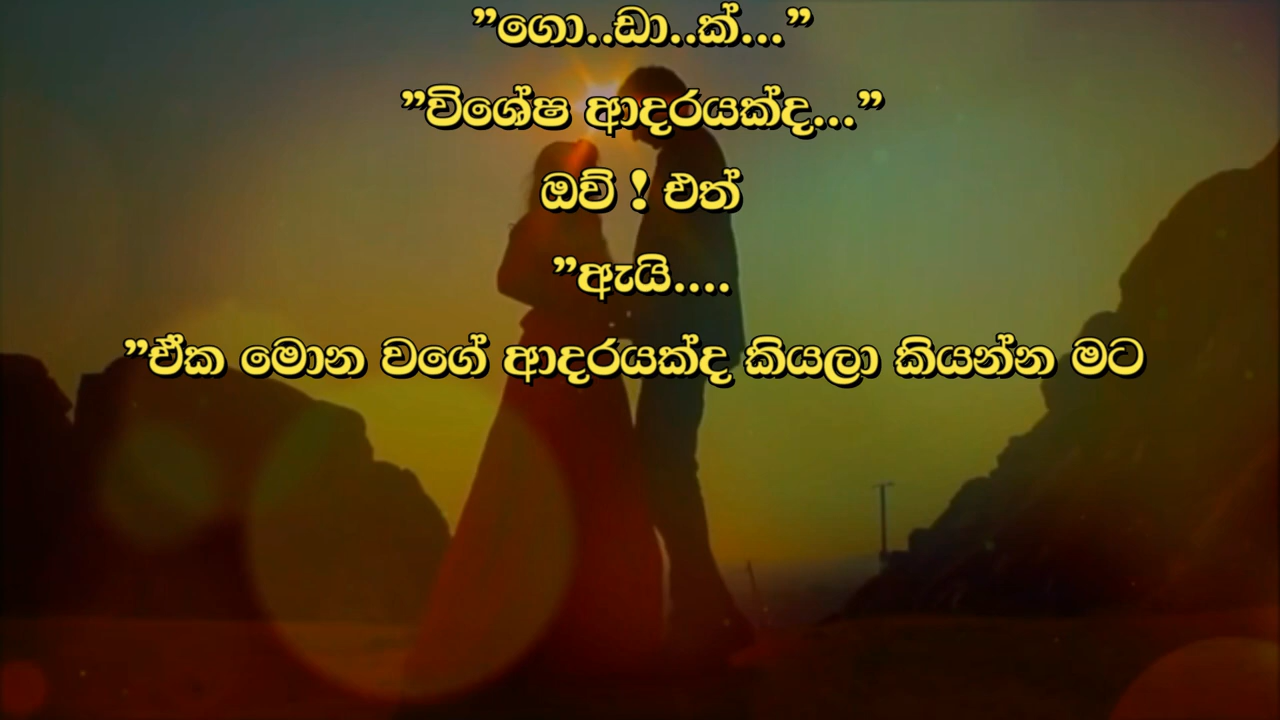 ”ගො..ඩා..ක්...”
”විශේෂ ආදරයක්ද...”
ඔව් ! එත්
”ඇයි....
”ඒක මොන වගේ ආදරයක්ද කියලා කියන්න මට